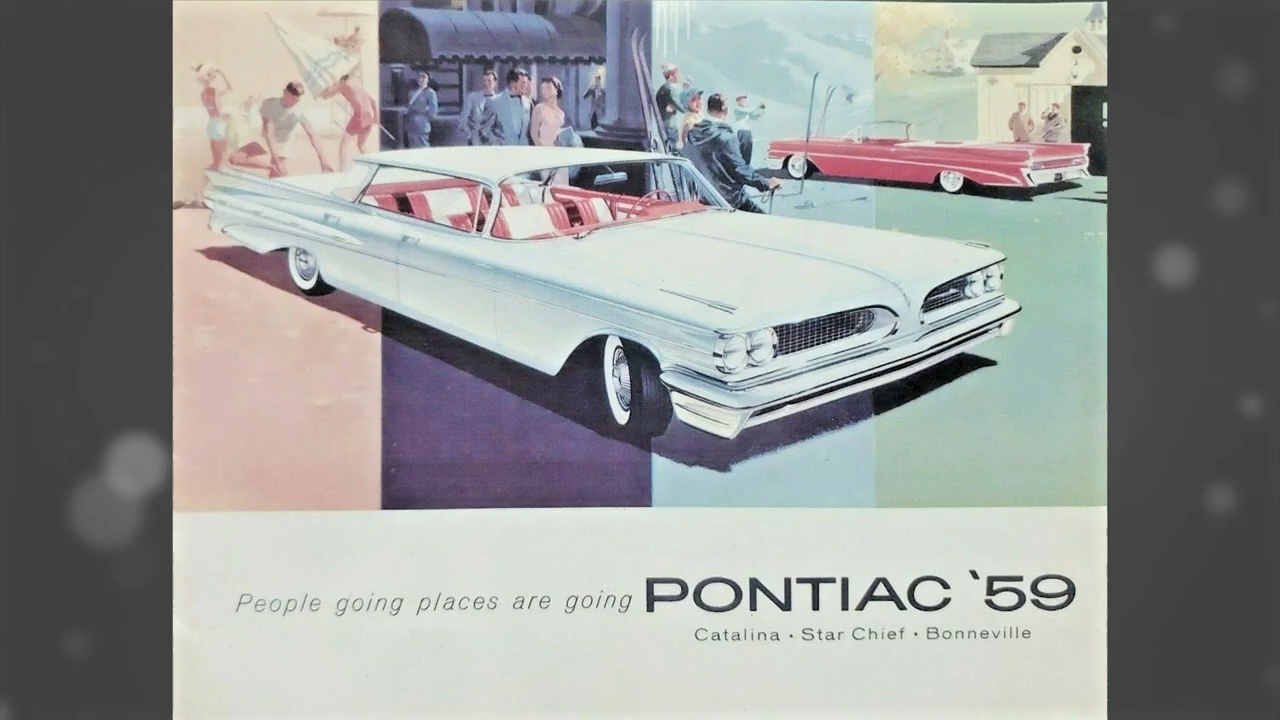 People going places are going PONTIAC '59
Catalina • Star Chief • Bonneville